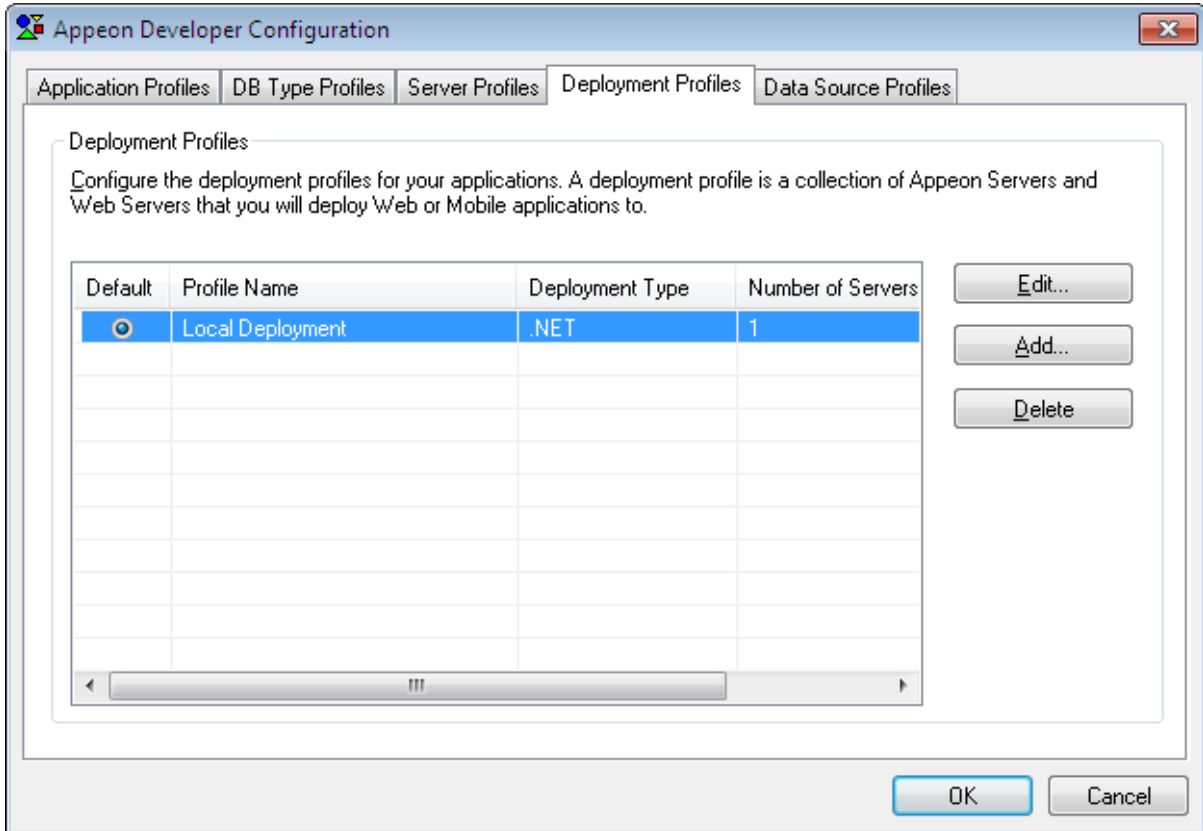 Appeon Developer Configuration
Application Profiles DB Type Profiles Server Profiles Deployment Profiles Data Source Profiles
Deployment Profiles
Configure the deployment profiles for your applications. A deployment profile is a collection of Appeon Servers and
Web Servers that you will deploy Web or Mobile applications to.
Default Profile Name Deployment Type Number of Servers
Local Deployment .NET 1
Edit...
Add...
Delete
OK Cancel